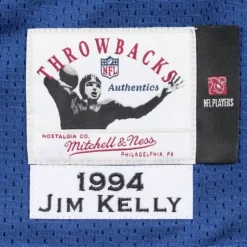 THROWBACKS
NFL
Authentics
NOSTALGIA CO.
Mitchell & Ness
PHILADELPHIA, PA
NFL PLAYERS
1994
JIM KELLY